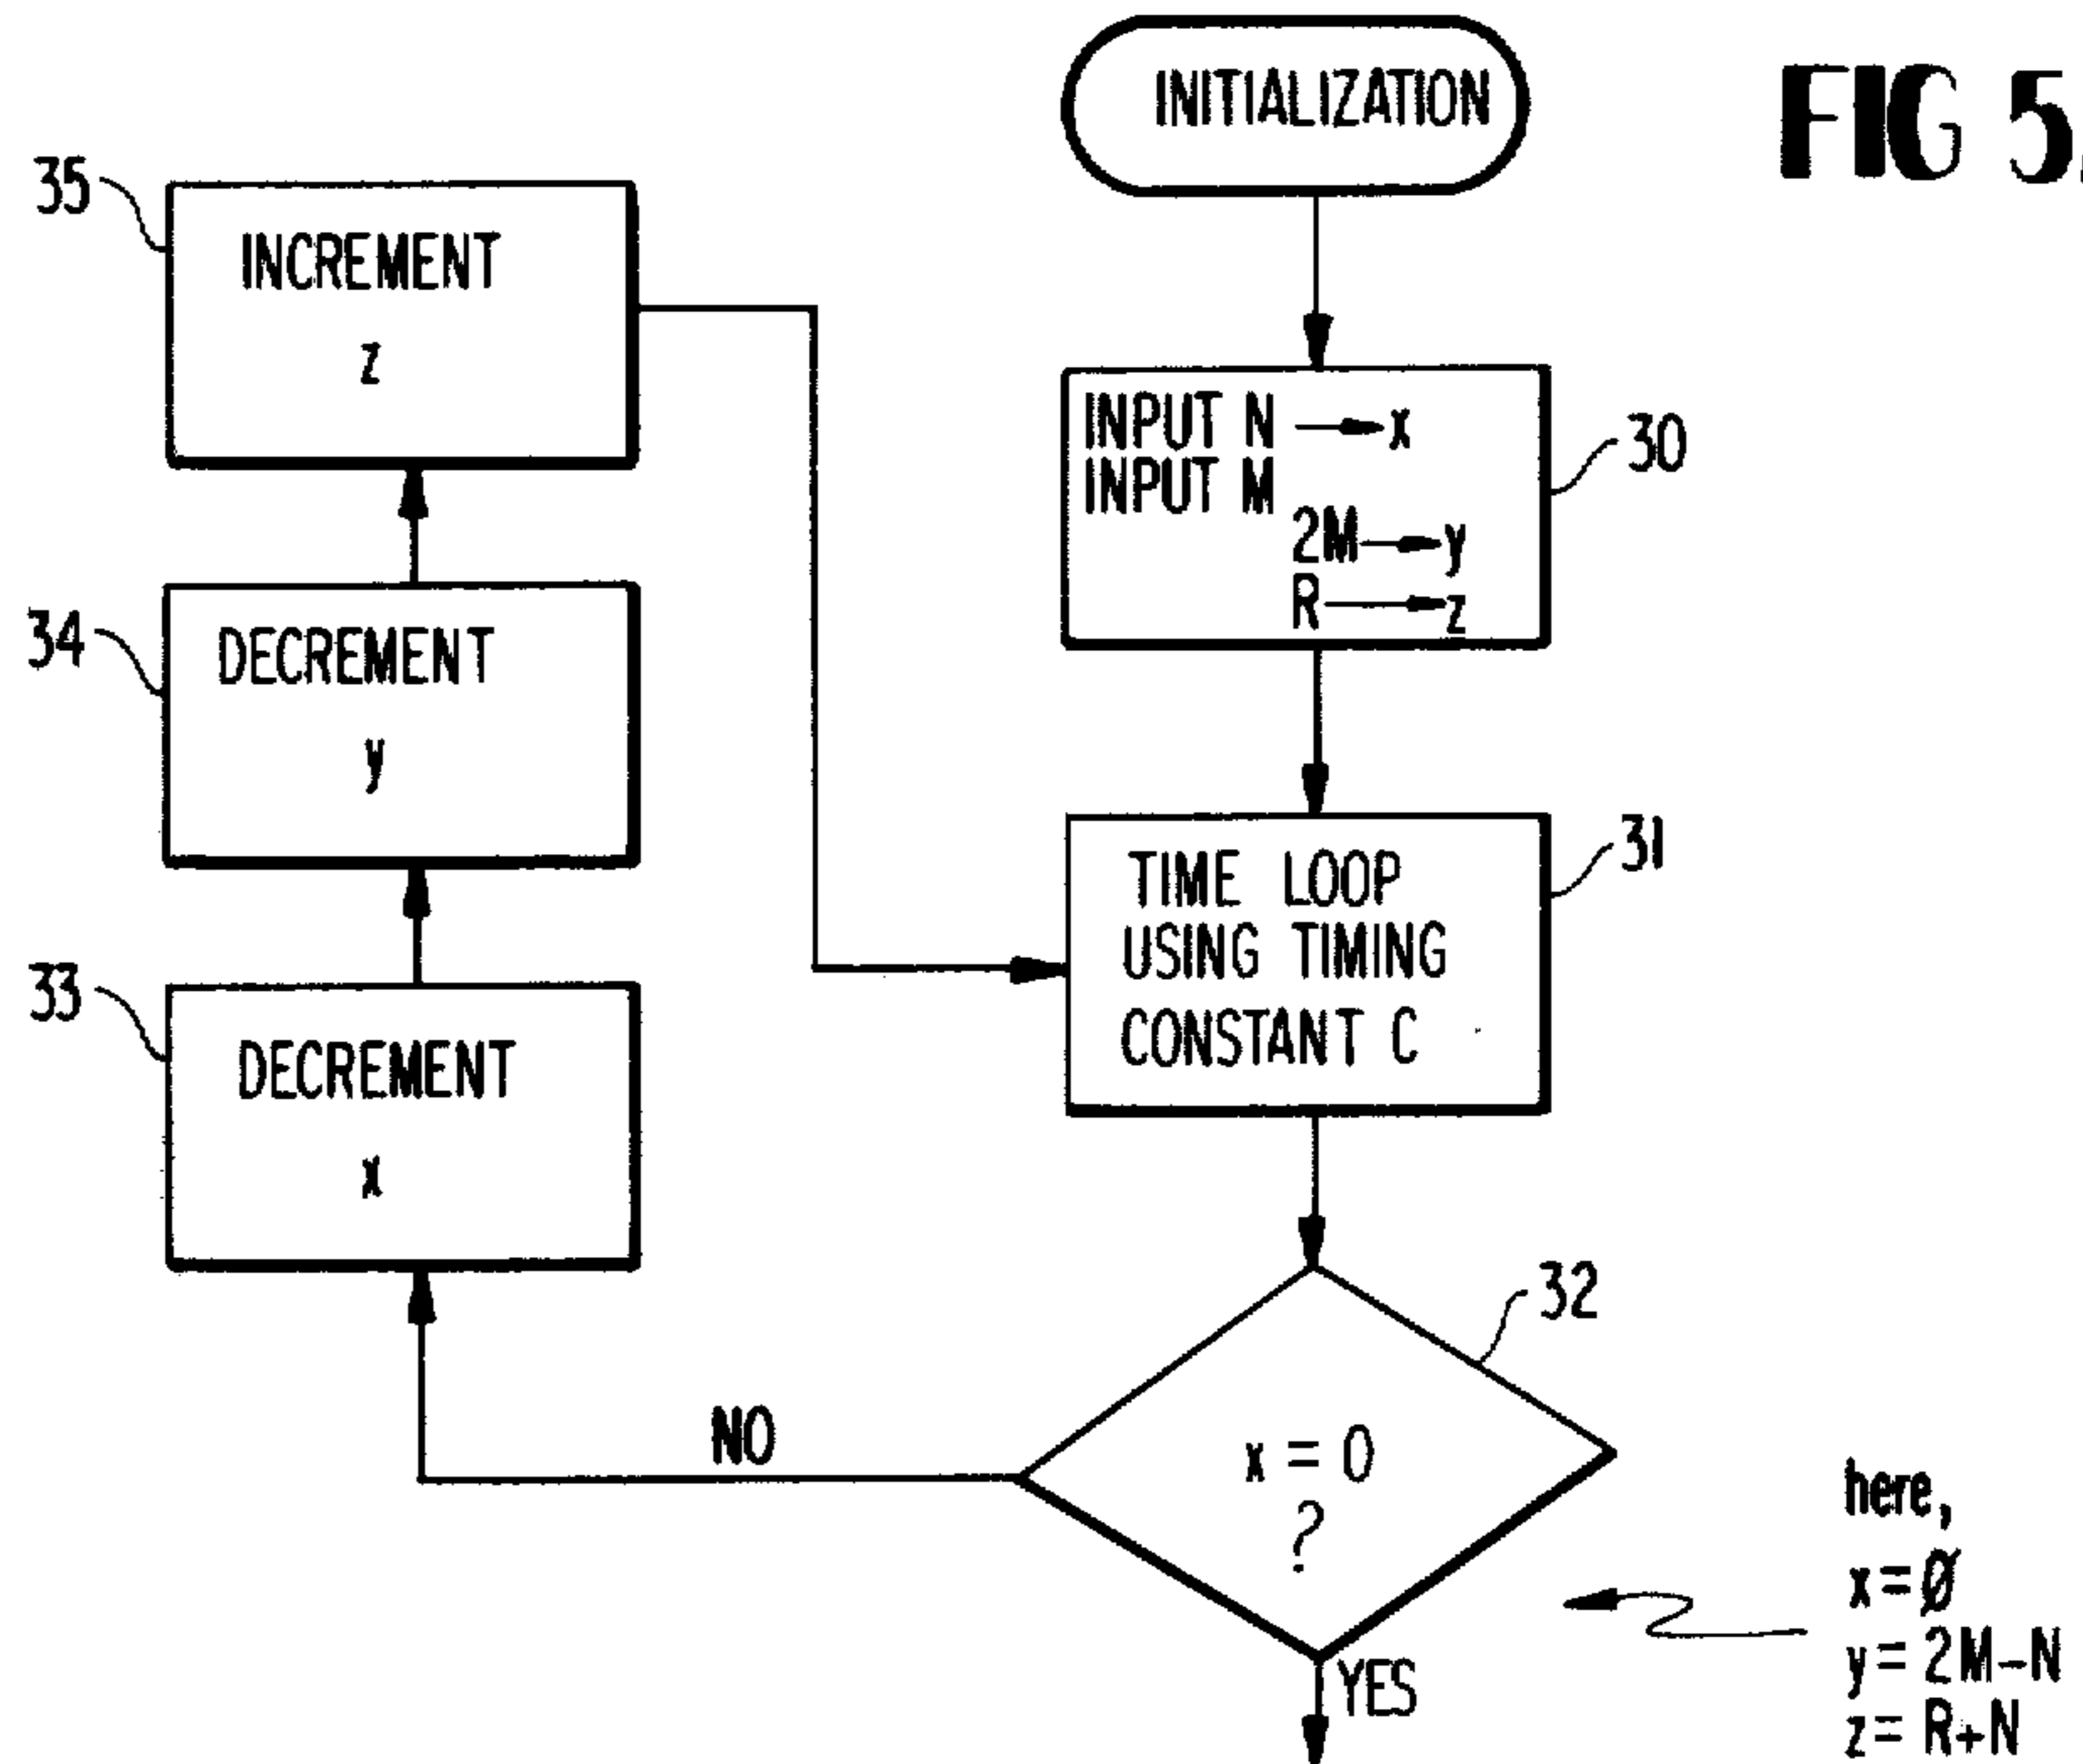 FIG 5.
INITIALIZATION
30
INPUT N → x
INPUT M
2M → y
R → z
31
TIME LOOP
USING TIMING
CONSTANT C
32
x = 0
?
NO
YES
33
DECREMENT
x
34
DECREMENT
y
35
INCREMENT
z
here,
x = Ø
y = 2M-N
z = R+N